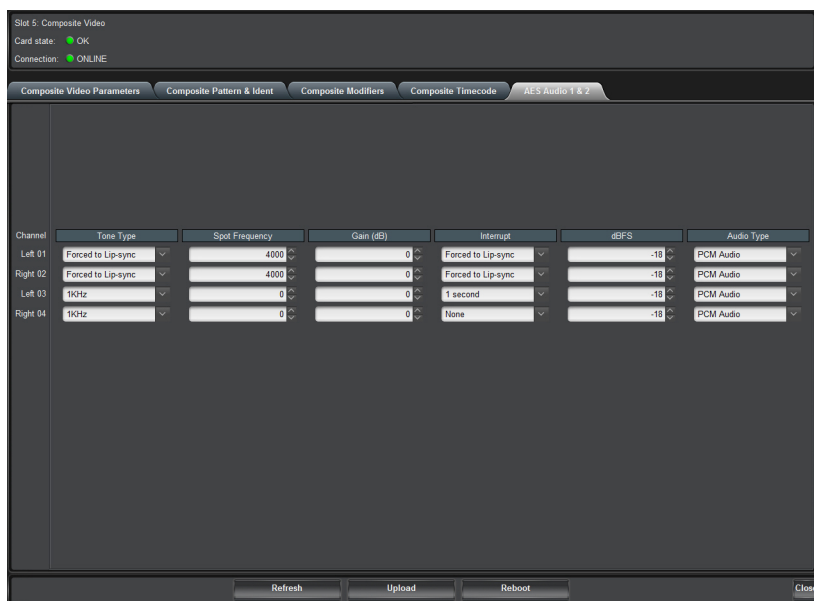 Slot 5: Composite Video
Card state: OK
Connection: ONLINE
Composite Video Parameters Composite Pattern & Ident Composite Modifiers Composite Timecode AES Audio 1 & 2
Channel Tone Type Spot Frequency Gain (dB) Interrupt dBFS Audio Type
Left 01 Forced to Lip-sync 4000 0 Forced to Lip-sync -18 PCM Audio
Right 02 Forced to Lip-sync 4000 0 Forced to Lip-sync -18 PCM Audio
Left 03 1KHz 0 0 1 second -18 PCM Audio
Right 04 1KHz 0 0 None -18 PCM Audio
Refresh Upload Reboot Close